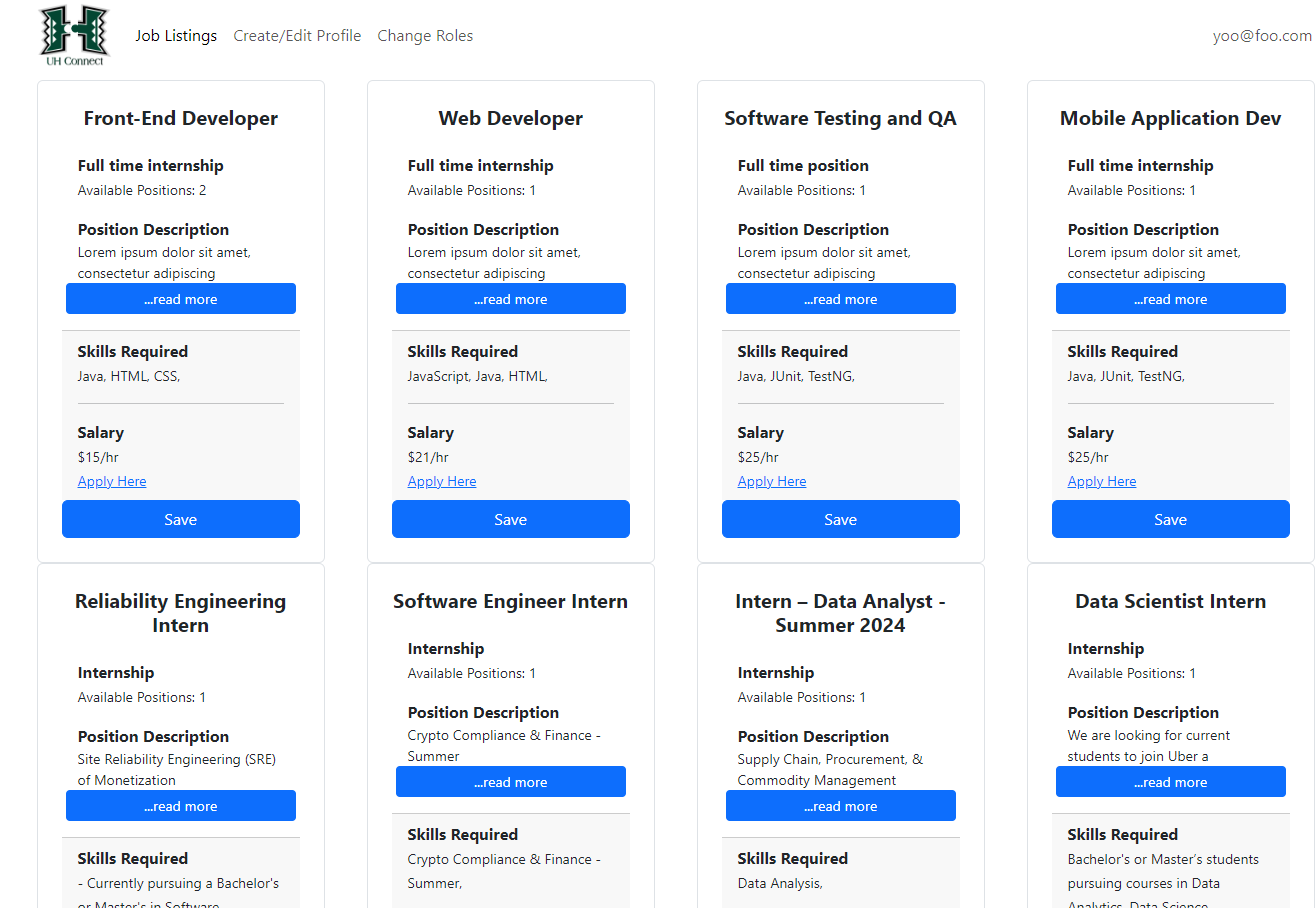 UH Connect
Job Listings Create/Edit Profile Change Roles yoo@foo.com
Front-End Developer
Full time internship
Available Positions: 2
Position Description
Lorem ipsum dolor sit amet,
consectetur adipiscing
...read more
Skills Required
Java, HTML, CSS,
Salary
$15/hr
Apply Here
Save
Web Developer
Full time internship
Available Positions: 1
Position Description
Lorem ipsum dolor sit amet,
consectetur adipiscing
...read more
Skills Required
JavaScript, Java, HTML,
Salary
$21/hr
Apply Here
Save
Software Testing and QA
Full time position
Available Positions: 1
Position Description
Lorem ipsum dolor sit amet,
consectetur adipiscing
...read more
Skills Required
Java, JUnit, TestNG,
Salary
$25/hr
Apply Here
Save
Mobile Application Dev
Full time internship
Available Positions: 1
Position Description
Lorem ipsum dolor sit amet,
consectetur adipiscing
...read more
Skills Required
Java, JUnit, TestNG,
Salary
$25/hr
Apply Here
Save
Reliability Engineering
Intern
Internship
Available Positions: 1
Position Description
Site Reliability Engineering (SRE)
of Monetization
...read more
Skills Required
- Currently pursuing a Bachelor's
or Master's in Software
Software Engineer Intern
Internship
Available Positions: 1
Position Description
Crypto Compliance & Finance -
Summer
...read more
Skills Required
Crypto Compliance & Finance -
Summer,
Intern – Data Analyst -
Summer 2024
Internship
Available Positions: 1
Position Description
Supply Chain, Procurement, &
Commodity Management
...read more
Skills Required
Data Analysis,
Data Scientist Intern
Internship
Available Positions: 1
Position Description
We are looking for current
students to join Uber a
...read more
Skills Required
Bachelor's or Master’s students
pursuing courses in Data
Analytics, Data Science